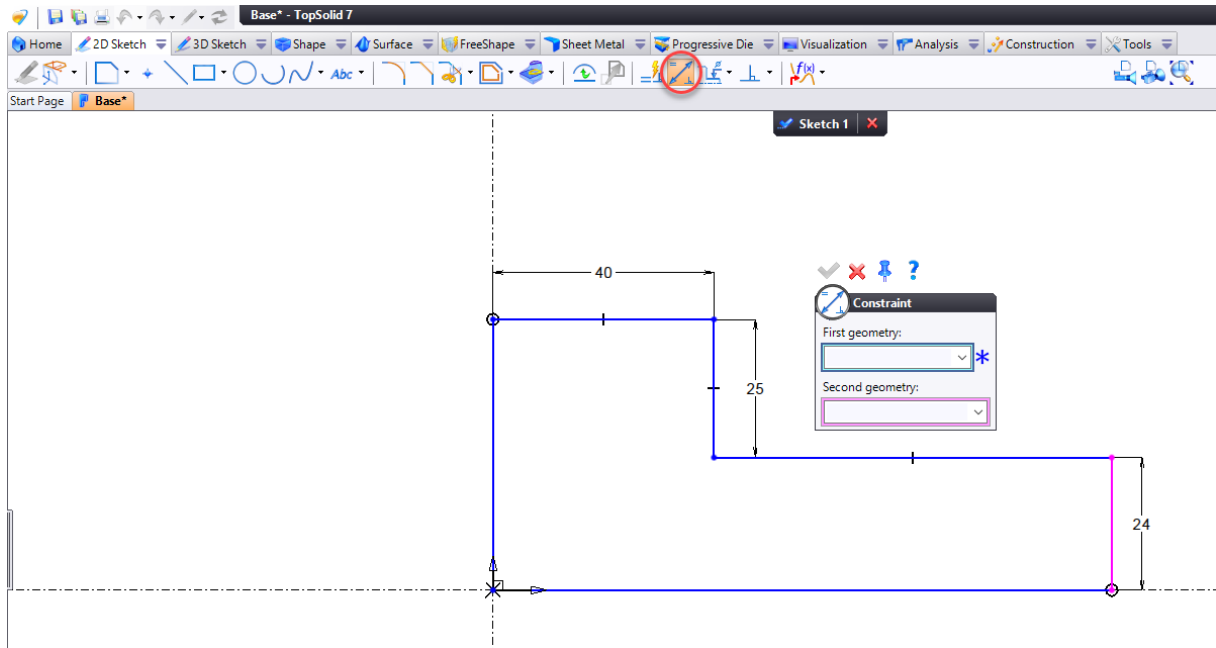 Base* - TopSolid 7
Home 2D Sketch 3D Sketch Shape Surface FreeShape Sheet Metal Progressive Die Visualization Analysis Construction Tools
Abc f(x)
Start Page Base*
Sketch 1
40
Constraint
First geometry:
25
Second geometry:
24